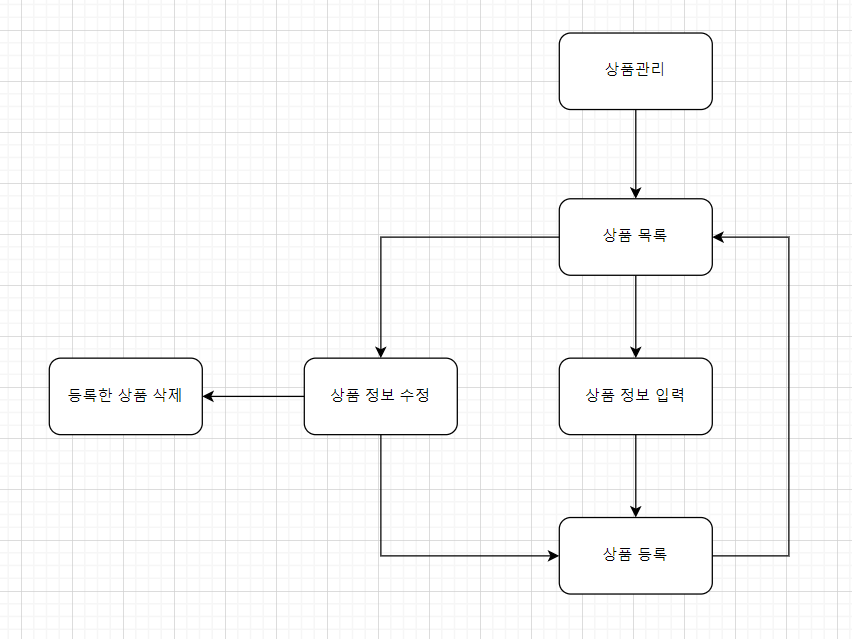 상품관리
상품 목록
등록한 상품 삭제
상품 정보 수정
상품 정보 입력
상품 등록